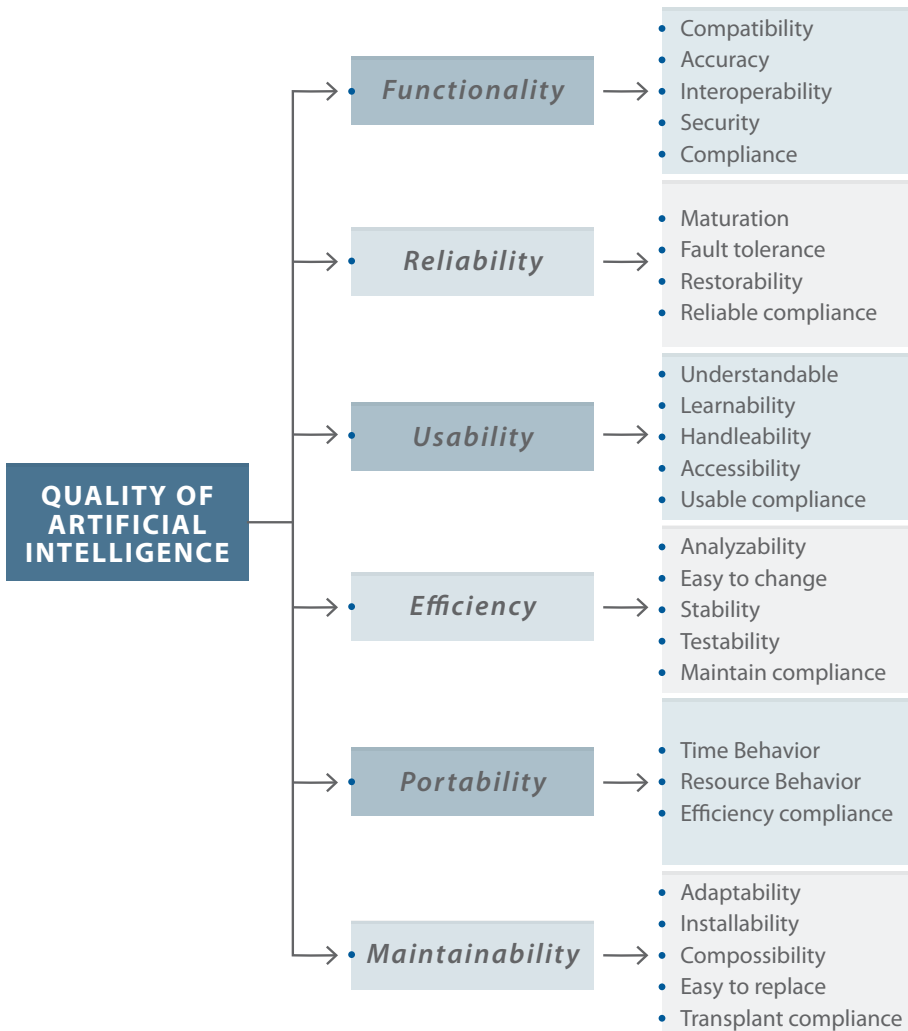 QUALITY OF
ARTIFICIAL
INTELLIGENCE
Functionality
• Compatibility
• Accuracy
• Interoperability
• Security
• Compliance
Reliability
• Maturation
• Fault tolerance
• Restorability
• Reliable compliance
Usability
• Understandable
• Learnability
• Handleability
• Accessibility
• Usable compliance
Efficiency
• Analyzability
• Easy to change
• Stability
• Testability
• Maintain compliance
Portability
• Time Behavior
• Resource Behavior
• Efficiency compliance
Maintainability
• Adaptability
• Installability
• Compossibility
• Easy to replace
• Transplant compliance